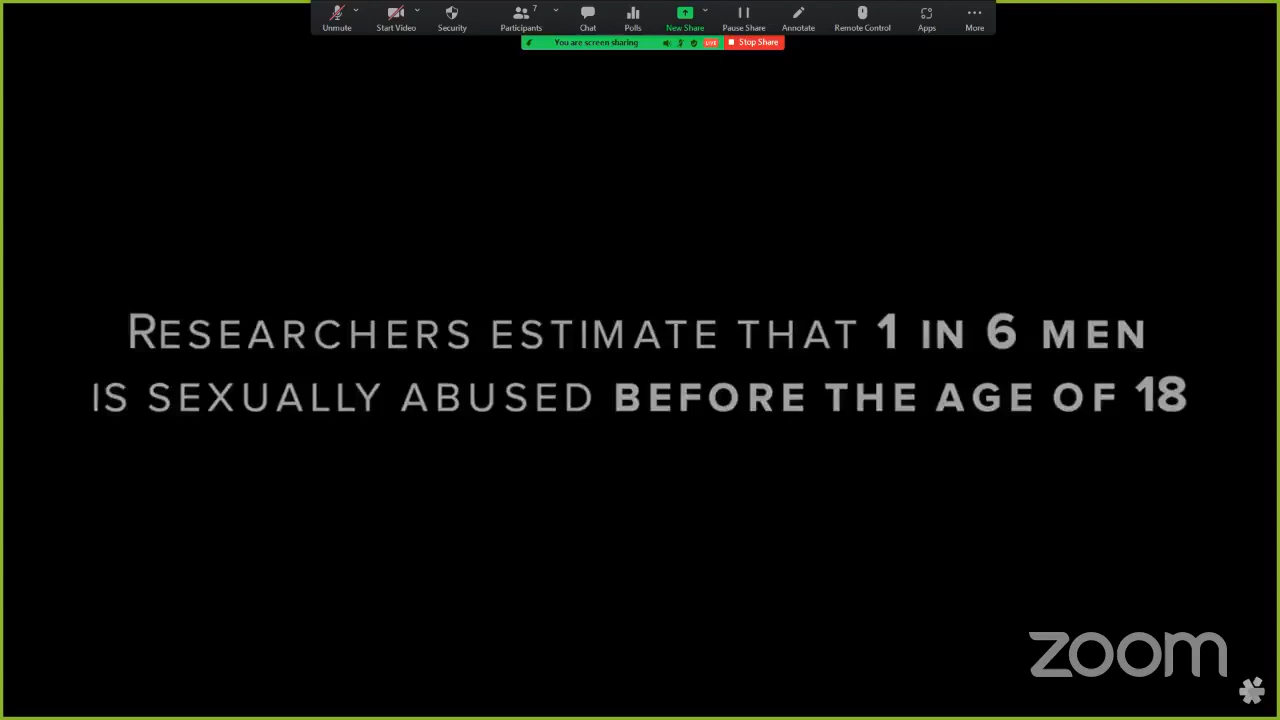 Unmute
Start Video
Security
7
Participants
Chat
Polls
New Share
Pause Share
Annotate
Remote Control
Apps
More
You are screen sharing
LIVE
Stop Share
RESEARCHERS ESTIMATE THAT 1 IN 6 MEN
IS SEXUALLY ABUSED BEFORE THE AGE OF 18
zoom